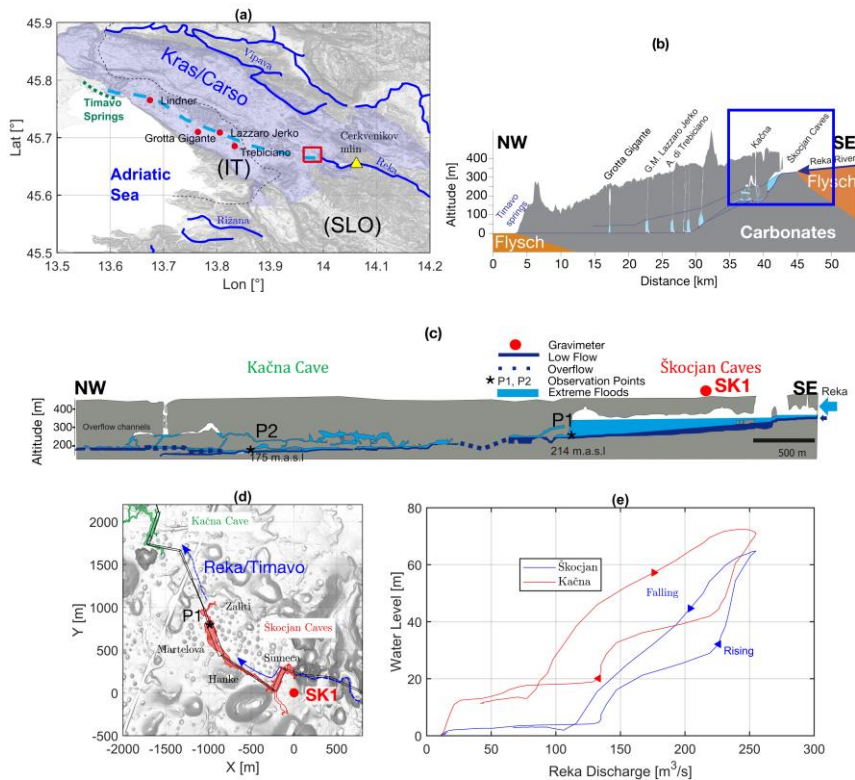 (a)
45.9
45.8
45.7
45.6
45.5
Lat [°]
13.5 13.6 13.7 13.8 13.9 14 14.1 14.2
Lon [°]
Kras/Carso
Vipava
Timavo
Springs
Lindner
Grotta Gigante
Lazzaro Jerko
Trebiciano
Cerkvenikov
mlin
Reka
(IT)
Adriatic
Sea
(SLO)
Rižana
(b)
NW
SE
Altitude [m]
400
300
200
100
0
Timavo
springs
Grotta Gigante
G.M. Lazzaro Jerko
A. di Trebiciano
Kačna
Škocjan Caves
Reka River
Flysch
Flysch
Carbonates
0 5 10 15 20 25 30 35 40 45 50
Distance [km]
(c)
Kačna Cave
Gravimeter
Low Flow
Overflow
P1, P2 Observation Points
Extreme Floods
Škocjan Caves
SK1
NW
SE
Reka
Altitude [m]
400
300
200
Overflow channels
P2
175 m.a.s.l
P1
214 m.a.s.l
500 m
(d)
2000
1500
1000
500
0
-500
Y [m]
-2000 -1500 -1000 -500 0 500
X [m]
Kačna Cave
Reka/Timavo
Zaliti
P1
Škocjan Caves
Martelova
Sumeca
Hanke
SK1
(e)
80
60
40
20
0
Water Level [m]
0 50 100 150 200 250 300
Reka Discharge [m³/s]
Škocjan
Kačna
Falling
Rising